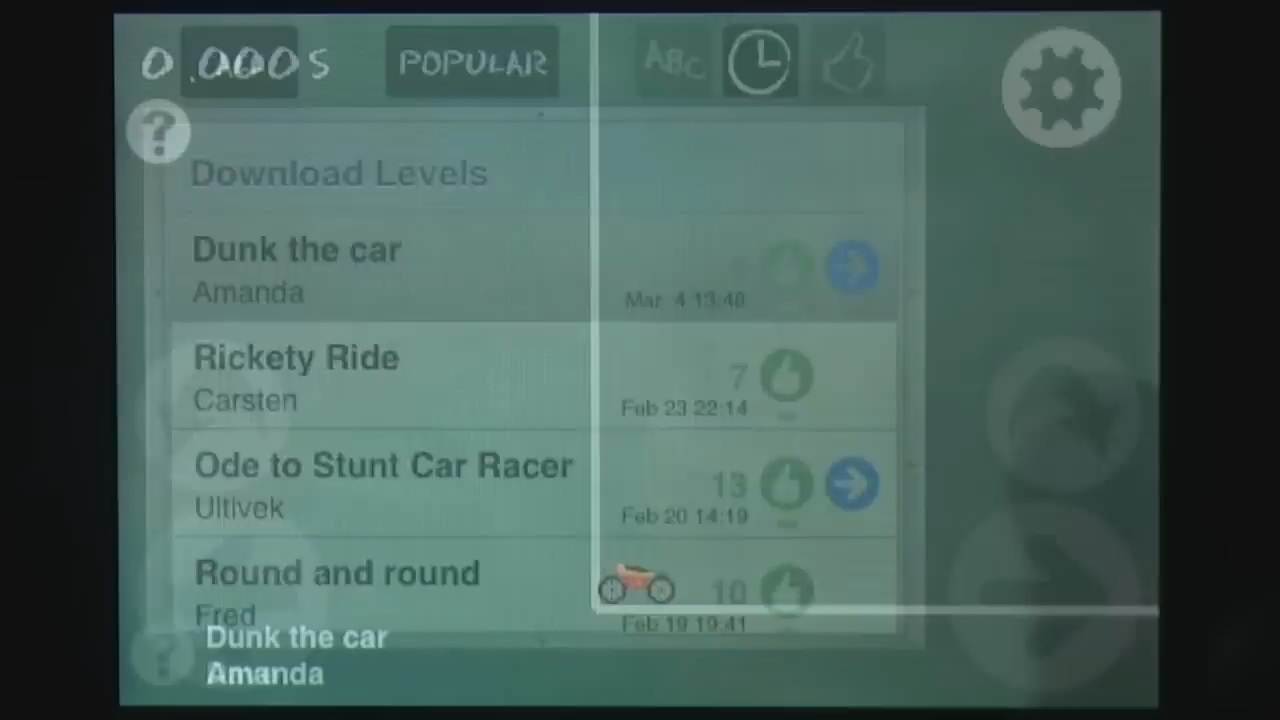 0.000s
POPULAR
ABC
?
Download Levels
Dunk the car
Amanda
Mar 4 13:40
Rickety Ride
Carsten
7
Feb 23 22:14
Ode to Stunt Car Racer
Ultivek
13
Feb 20 14:19
Round and round
Fred
10
Feb 19 19:41
?
Dunk the car
Amanda